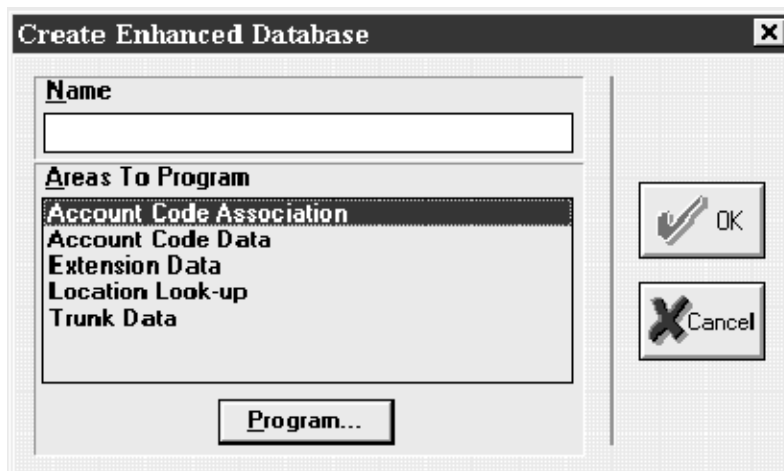 Create Enhanced Database
Name
Areas To Program
Account Code Association
Account Code Data
Extension Data
Location Look-up
Trunk Data
Program...
OK
Cancel